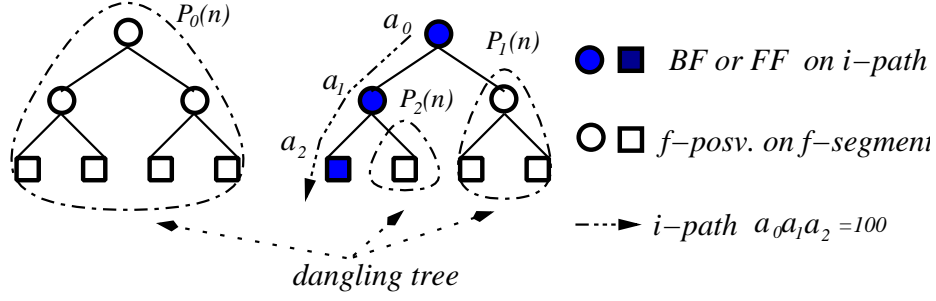 P₀(n)
a₀
P₁(n)
a₁
P₂(n)
a₂
BF or FF on i−path
f−posv. on f−segment
i−path a₀a₁a₂ =100
dangling tree